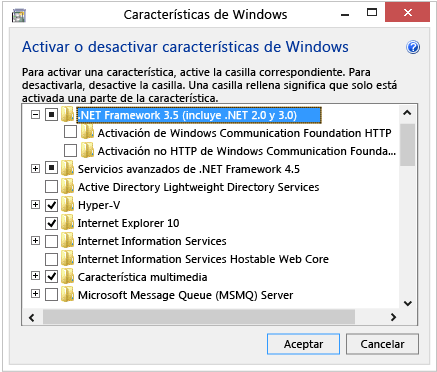 Características de Windows
Activar o desactivar características de Windows
Para activar una característica, active la casilla correspondiente. Para
desactivarla, desactive la casilla. Una casilla rellena significa que solo está
activada una parte de la característica.
.NET Framework 3.5 (incluye .NET 2.0 y 3.0)
Activación de Windows Communication Foundation HTTP
Activación no HTTP de Windows Communication Founda...
Servicios avanzados de .NET Framework 4.5
Active Directory Lightweight Directory Services
Hyper-V
Internet Explorer 10
Internet Information Services
Internet Information Services Hostable Web Core
Característica multimedia
Microsoft Message Queue (MSMQ) Server
Aceptar
Cancelar